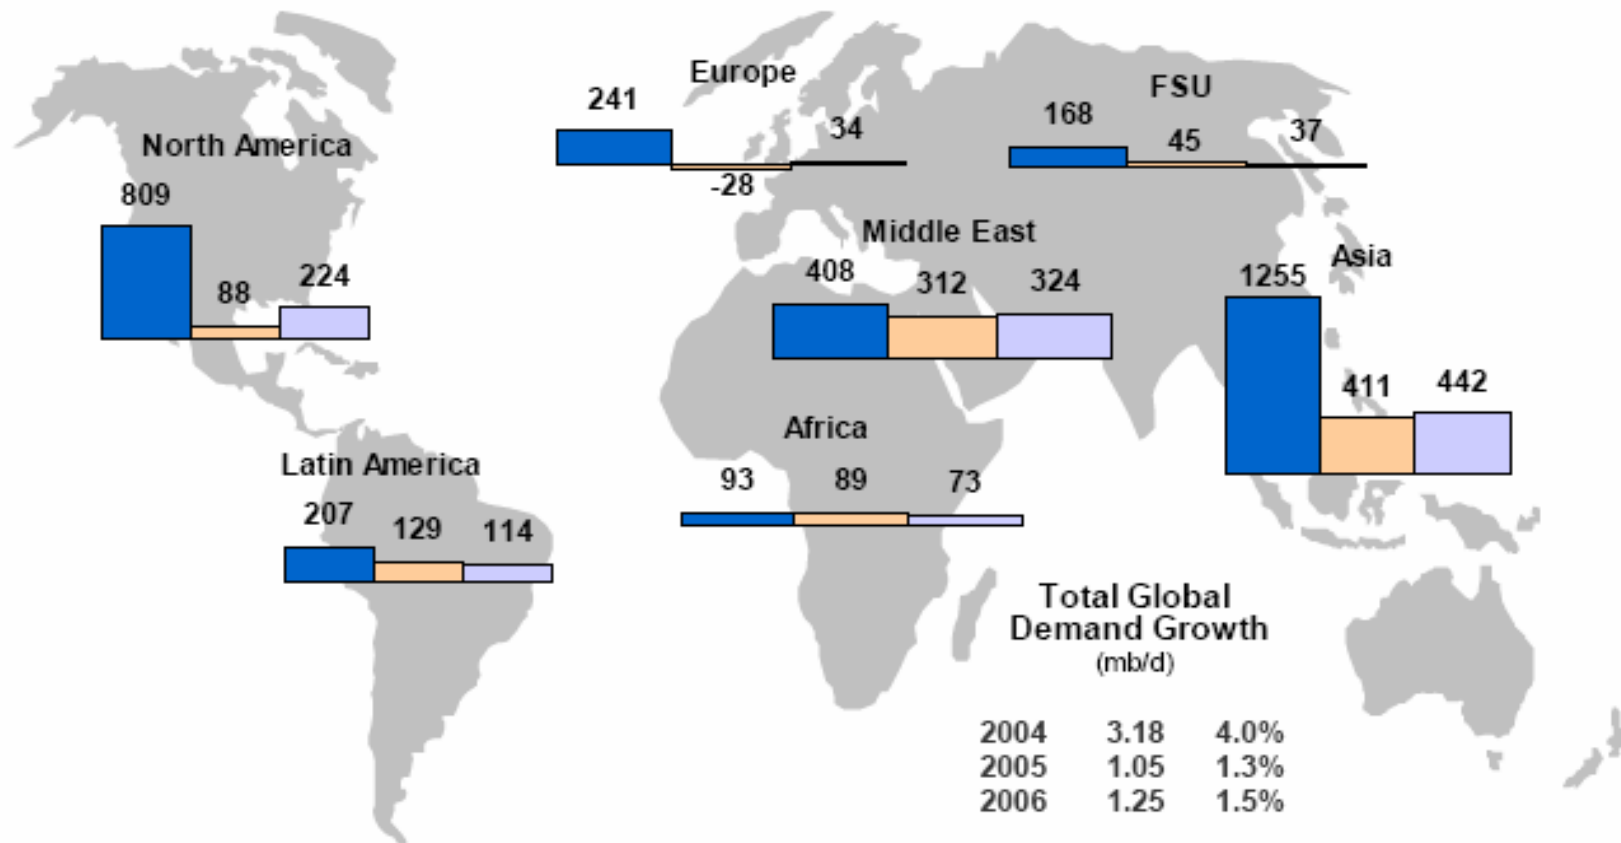 Europe
241
34
-28
FSU
168
45
37
North America
809
88
224
Middle East
408
312
324
Asia
1255
411
442
Africa
93
89
73
Latin America
207
129
114
Total Global
Demand Growth
(mb/d)
2004 3.18 4.0%
2005 1.05 1.3%
2006 1.25 1.5%